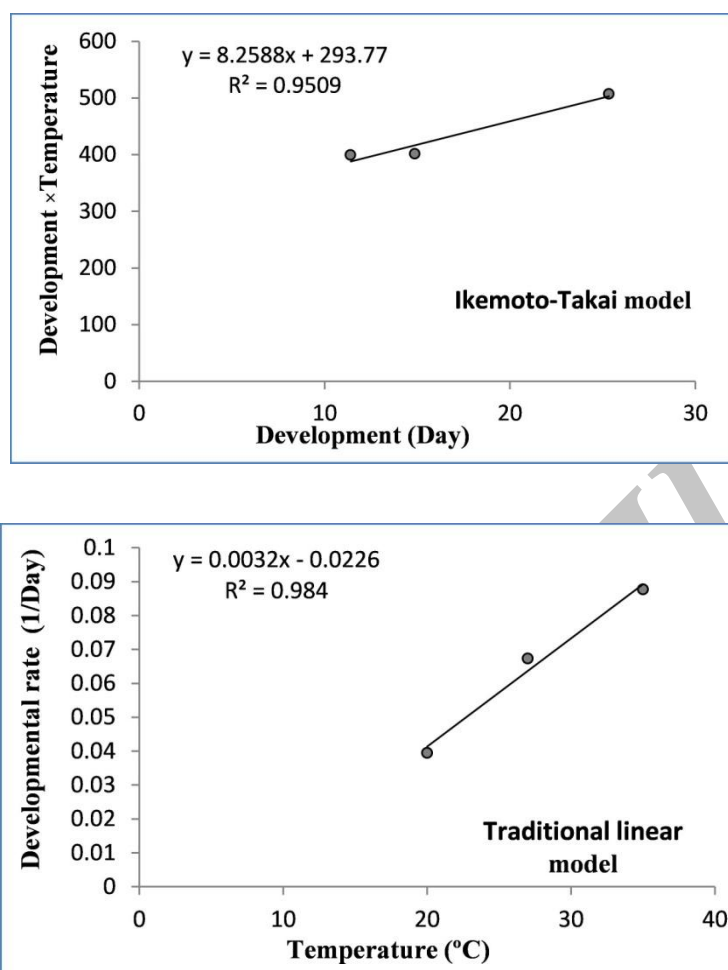 600
500
400
300
200
100
0
y = 8.2588x + 293.77
R² = 0.9509
Ikemoto-Takai model
0 10 20 30
Development ×Temperature
Development (Day)
0.1
0.09
0.08
0.07
0.06
0.05
0.04
0.03
0.02
0.01
0
y = 0.0032x - 0.0226
R² = 0.984
Traditional linear
model
0 10 20 30 40
Developmental rate (1/Day)
Temperature (ºC)